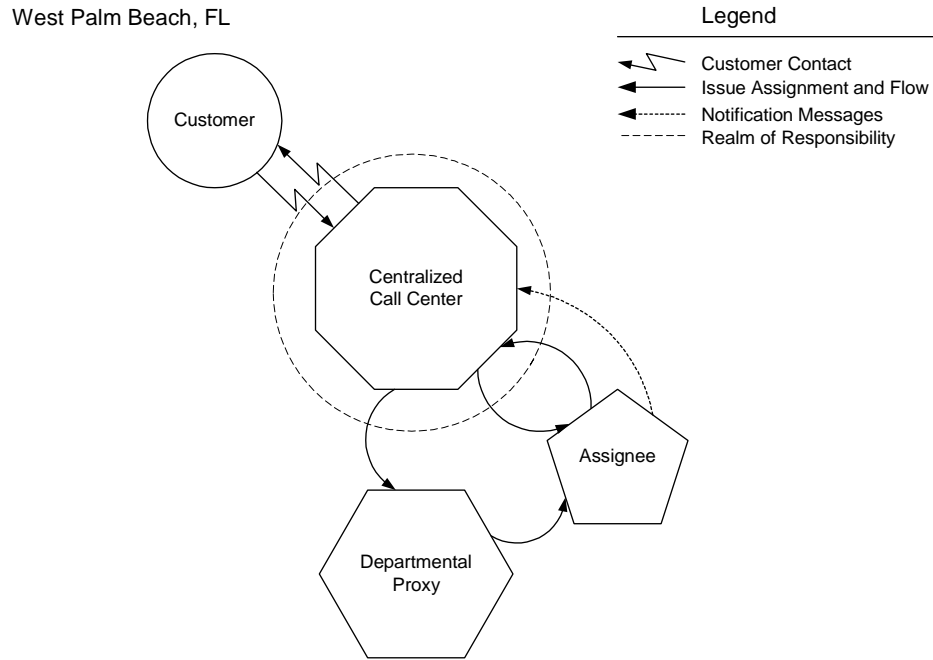 West Palm Beach, FL
Legend
Customer Contact
Issue Assignment and Flow
Notification Messages
Realm of Responsibility
Customer
Centralized
Call Center
Assignee
Departmental
Proxy